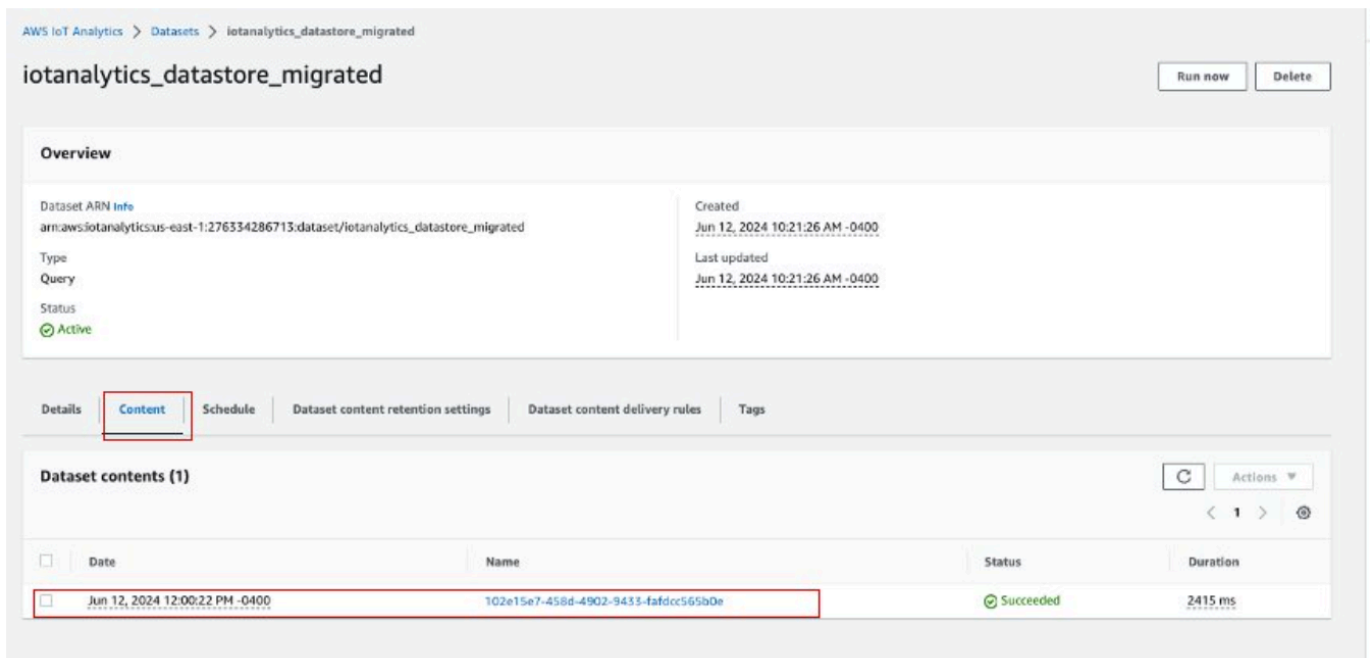 AWS IoT Analytics > Datasets > iotanalytics_datastore_migrated
iotanalytics_datastore_migrated
Run now
Delete
Overview
Dataset ARN Info
arn:aws:iotanalytics:us-east-1:276334286713:dataset/iotanalytics_datastore_migrated
Created
Jun 12, 2024 10:21:26 AM -0400
Type
Query
Last updated
Jun 12, 2024 10:21:26 AM -0400
Status
Active
Details Content Schedule Dataset content retention settings Dataset content delivery rules Tags
Dataset contents (1)
Actions
< 1 >
Date Name Status Duration
Jun 12, 2024 12:00:22 PM -0400 102e15e7-458d-4902-9433-fafdcc565b0e Succeeded 2415 ms